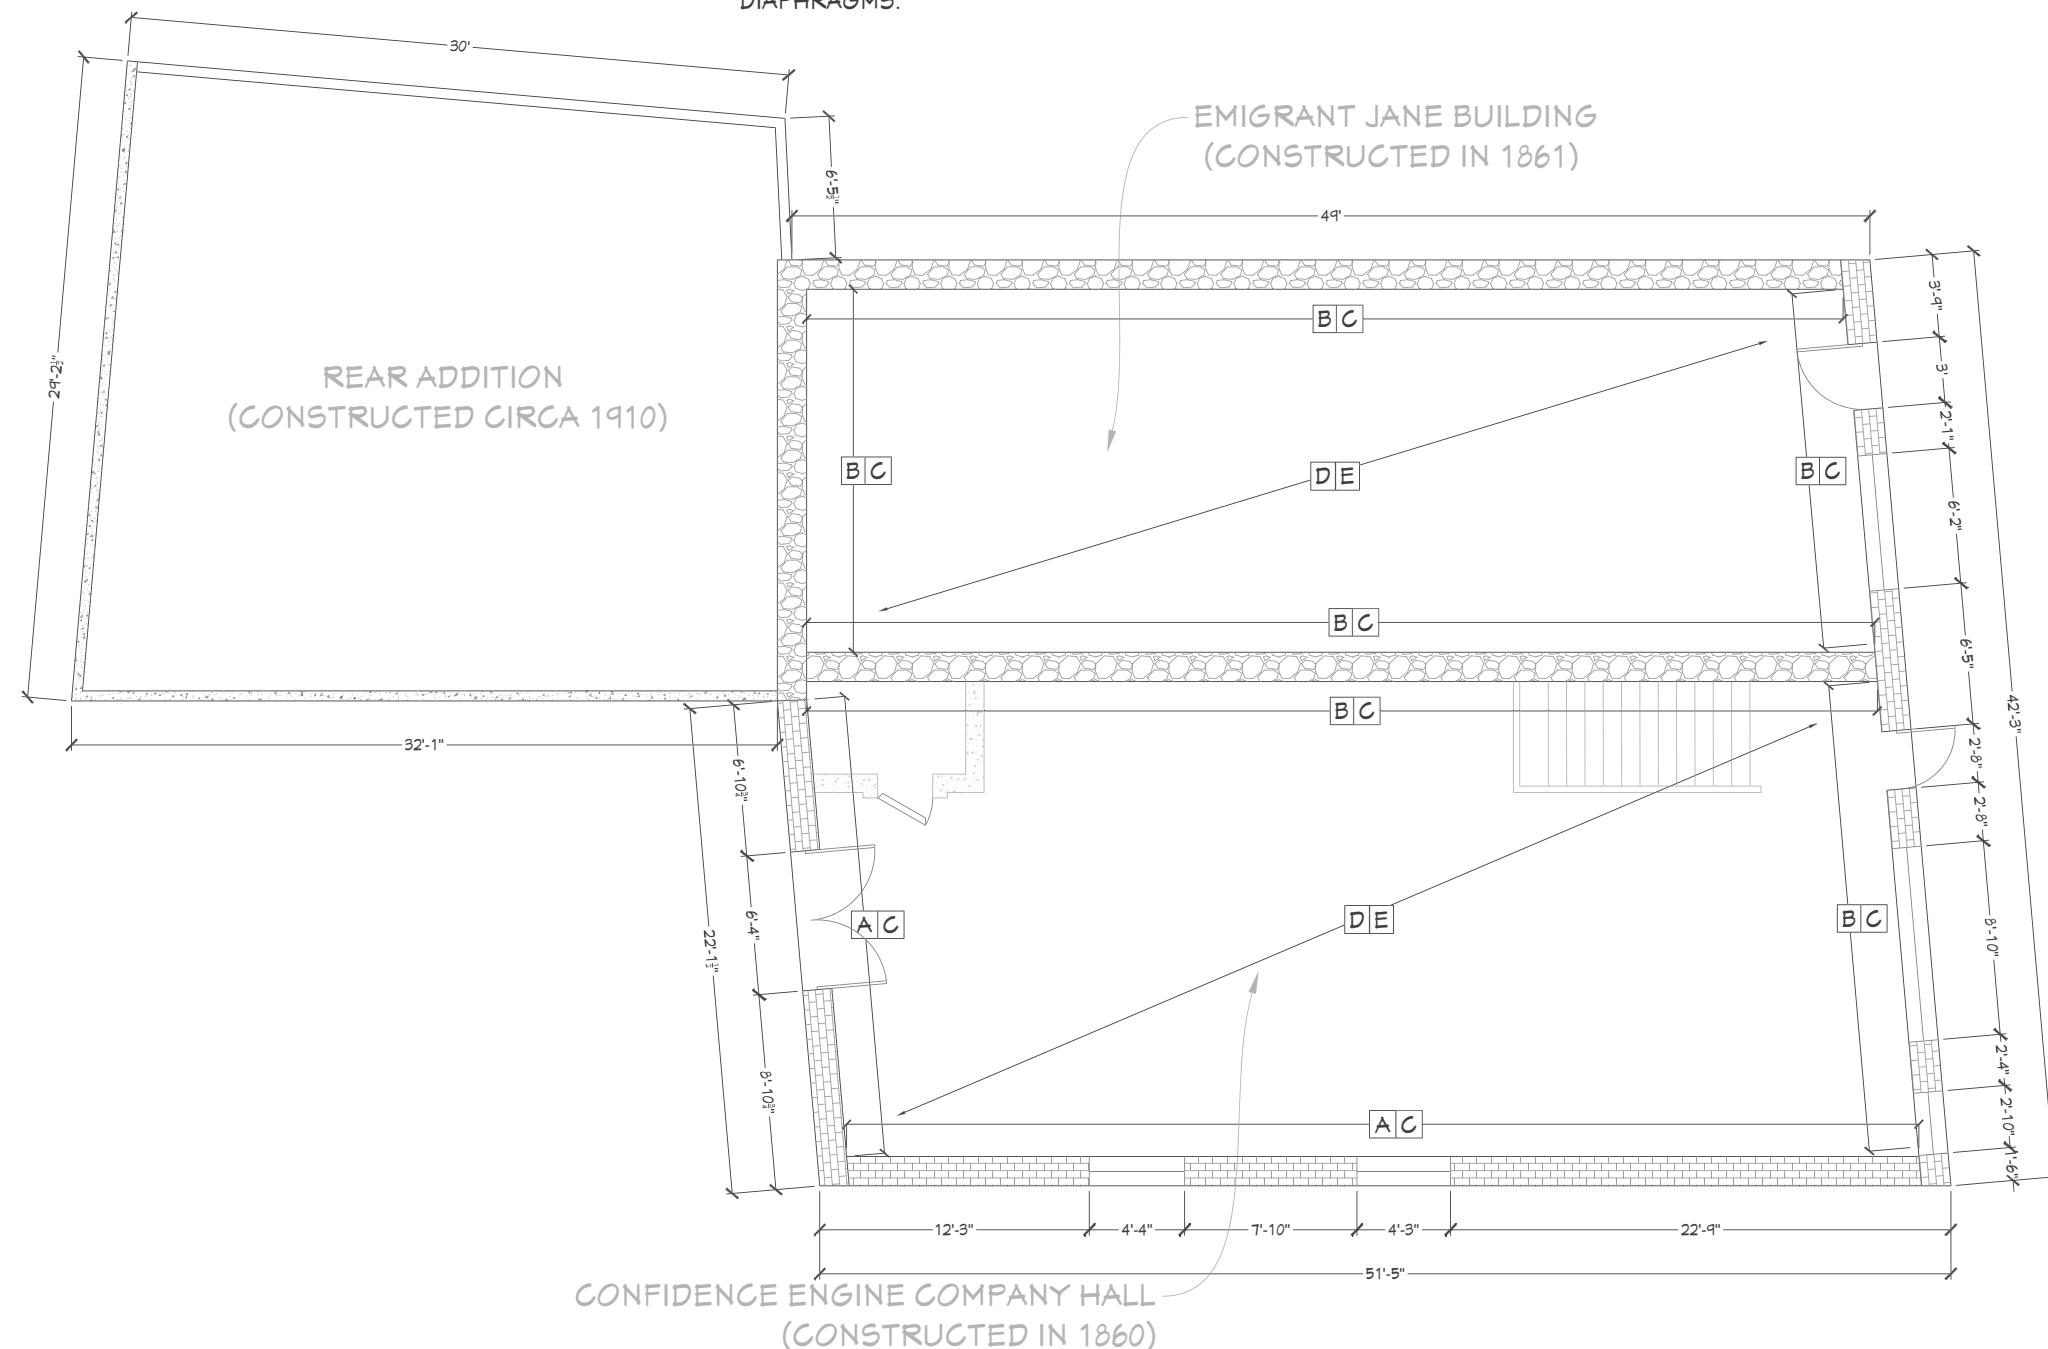 DIAPHRAGMS.
30'
EMIGRANT JANE BUILDING
(CONSTRUCTED IN 1861)
6'-5½"
49'
3'-9"
B C
3'
29'-2½"
REAR ADDITION
(CONSTRUCTED CIRCA 1910)
2'-1"
B C
D E
B C
6'-2"
B C
6'-5"
B C
42'-3"
32'-1"
6'-10¾"
2'-8"
2'-8"
6'-4"
A C
D E
B C
22'-1½"
8'-10"
2'-4"
8'-10¾"
2'-10"
A C
1'-6"
12'-3"
4'-4"
7'-10"
4'-3"
22'-9"
51'-5"
CONFIDENCE ENGINE COMPANY HALL
(CONSTRUCTED IN 1860)